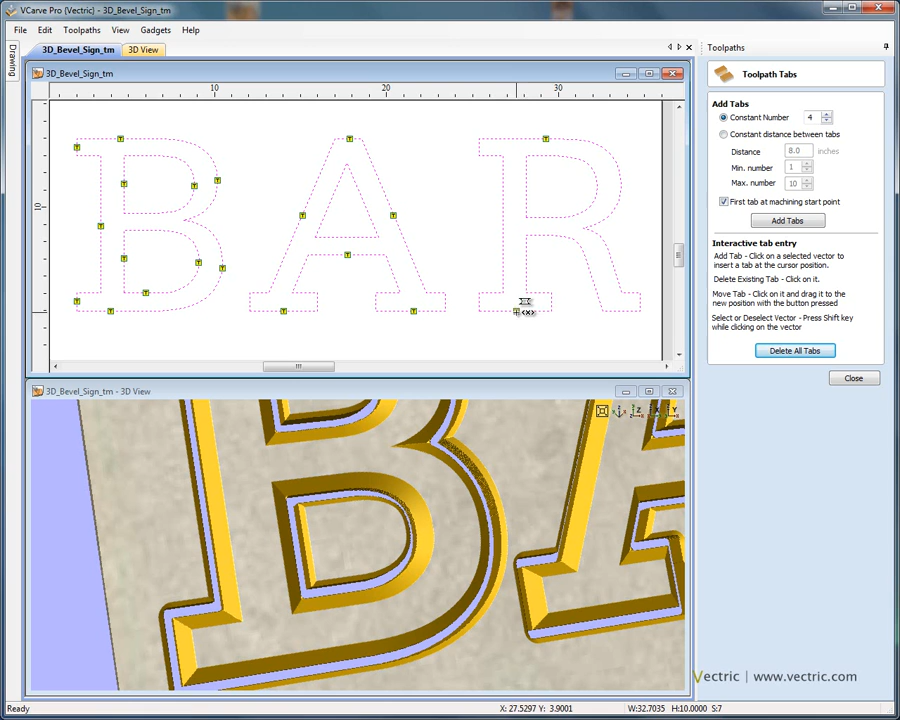 VCarve Pro (Vectric) - 3D_Bevel_Sign_tm
File Edit Toolpaths View Gadgets Help
Drawing
3D_Bevel_Sign_tm 3D View
3D_Bevel_Sign_tm
10 20 30
10
BAR
3D_Bevel_Sign_tm - 3D View
Toolpaths
Toolpath Tabs
Add Tabs
Constant Number 4
Constant distance between tabs
Distance 8.0 inches
Min. number 1
Max. number 10
First tab at machining start point
Add Tabs
Interactive tab entry
Add Tab - Click on a selected vector to
insert a tab at the cursor position.
Delete Existing Tab - Click on it.
Move Tab - Click on it and drag it to the
new position with the button pressed
Select or Deselect Vector - Press Shift key
while clicking on the vector
Delete All Tabs
Close
Vectric | www.vectric.com
Ready X: 27.5297 Y: 3.9001 W:32.7035 H:10.0000 S:7